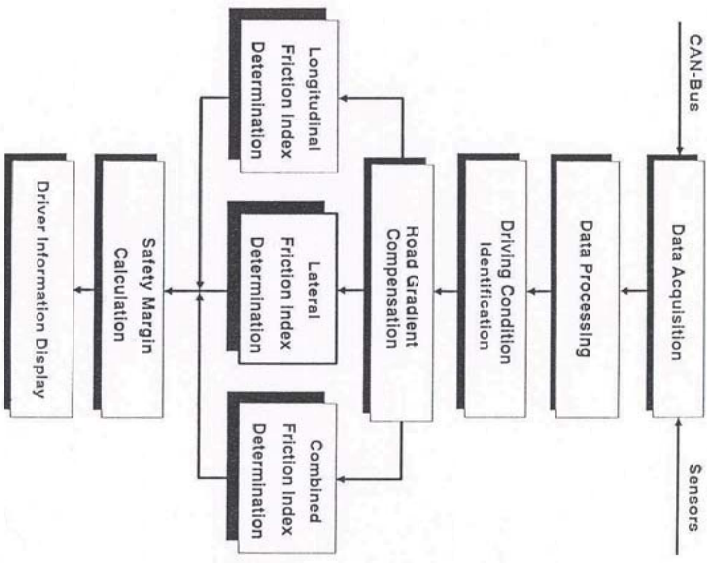 CAN-Bus
Sensors
Data Acquisition
Data Processing
Driving Condition
Identification
Road Gradient
Compensation
Longitudinal
Friction Index
Determination
Lateral
Friction Index
Determination
Combined
Friction Index
Determination
Safety Margin
Calculation
Driver Information Display